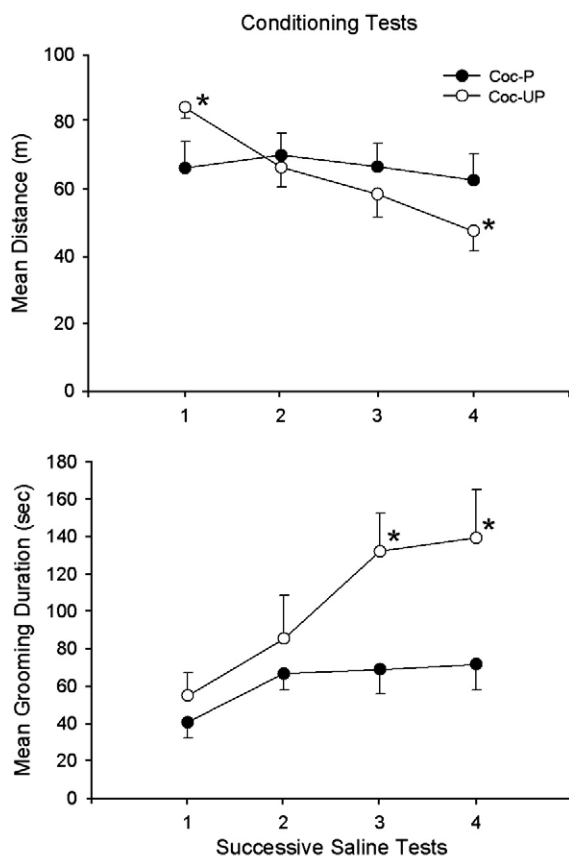 Conditioning Tests
Mean Distance (m)
100
80
60
40
20
0
Coc-P
Coc-UP
*
*
1 2 3 4
Mean Grooming Duration (sec)
180
160
140
120
100
80
60
40
20
0
*
*
1 2 3 4
Successive Saline Tests